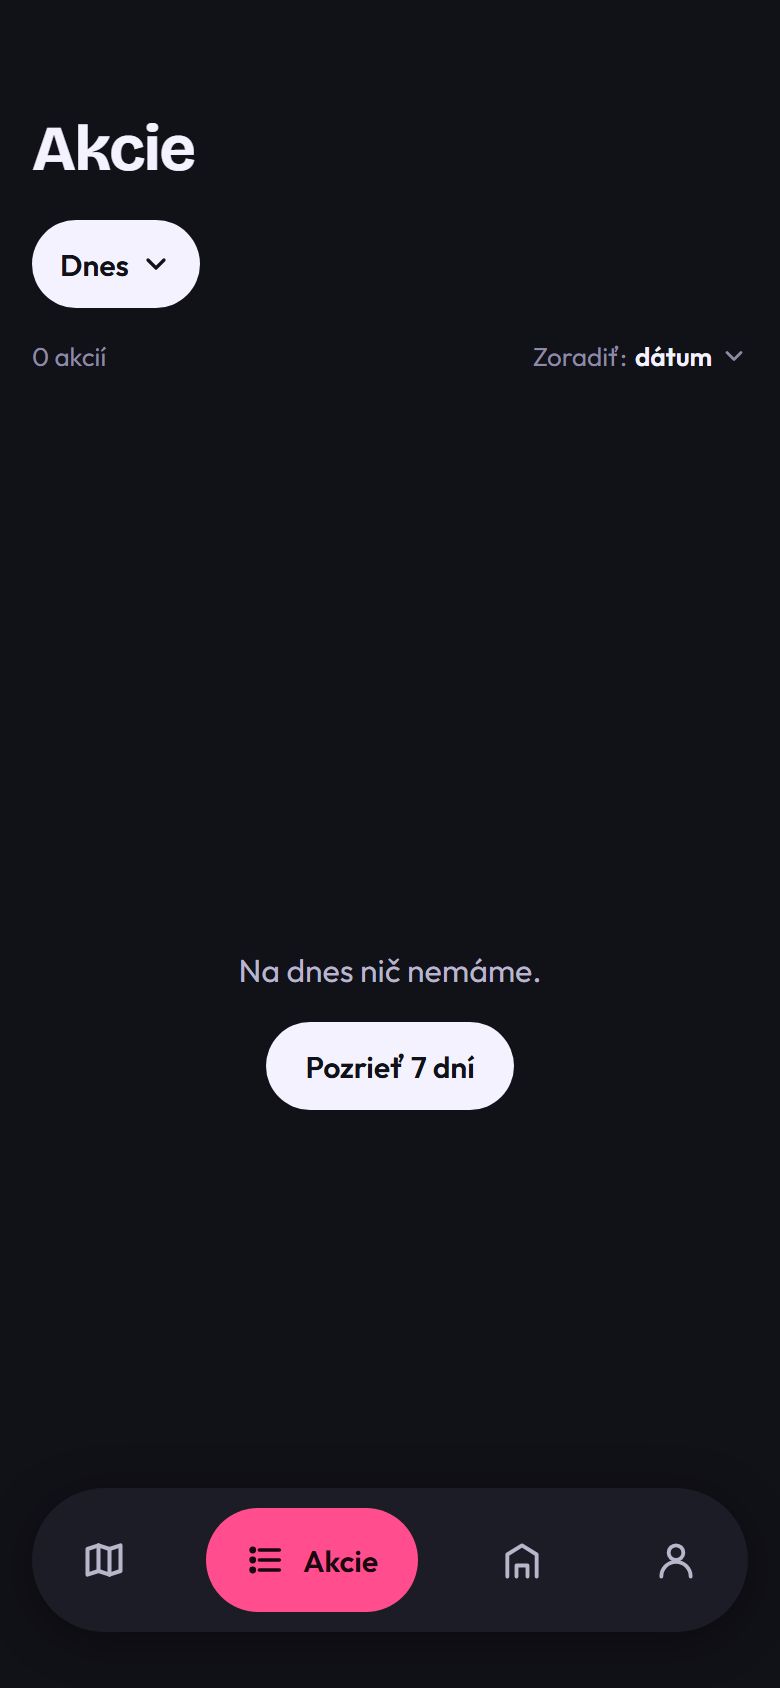 Akcie
Dnes
0 akcií
Zoradiť: dátum
Na dnes nič nemáme.
Pozrieť 7 dní
Akcie